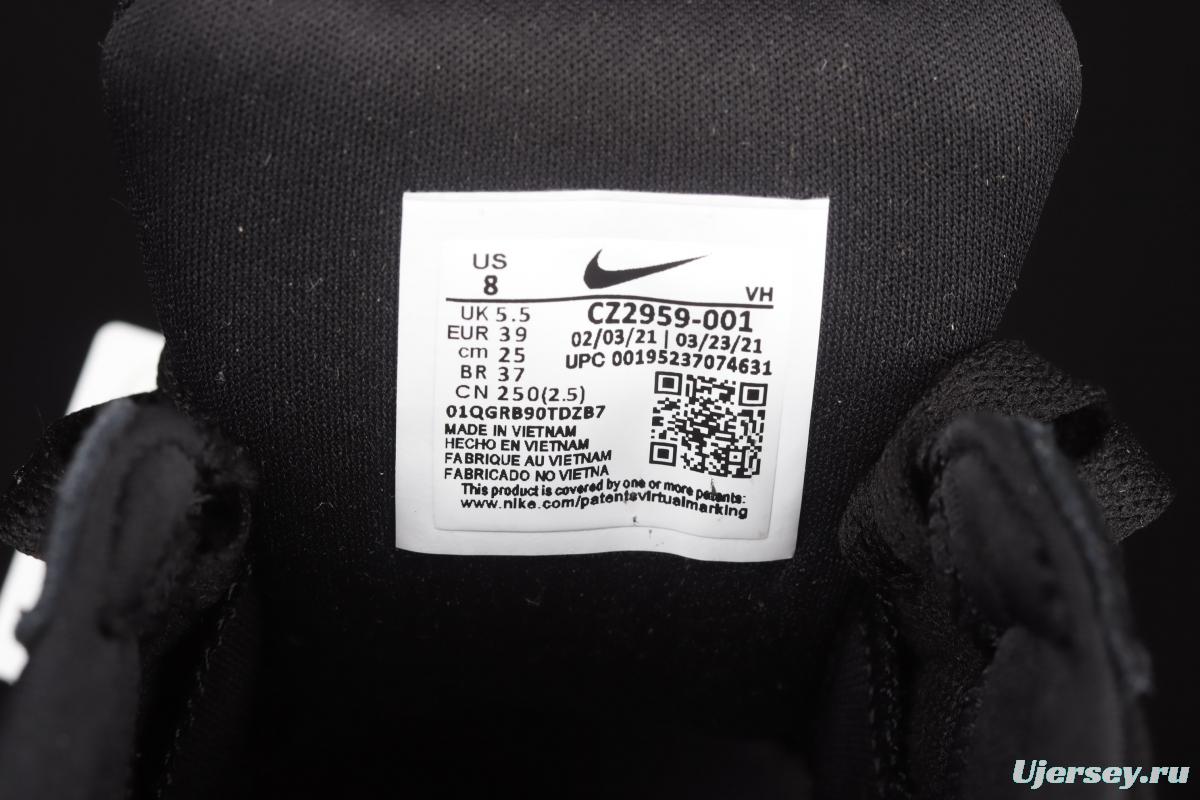 US
8
VH
UK 5.5
EUR 39
cm 25
BR 37
CN 250(2.5)
CZ2959-001
02/03/21 | 03/23/21
UPC 00195237074631
01QGRB90TDZB7
MADE IN VIETNAM
HECHO EN VIETNAM
FABRIQUE AU VIETNAM
FABRICADO NO VIETNA
This product is covered by one or more patents:
www.nike.com/patentsvirtualmarking
Ujersey.ru